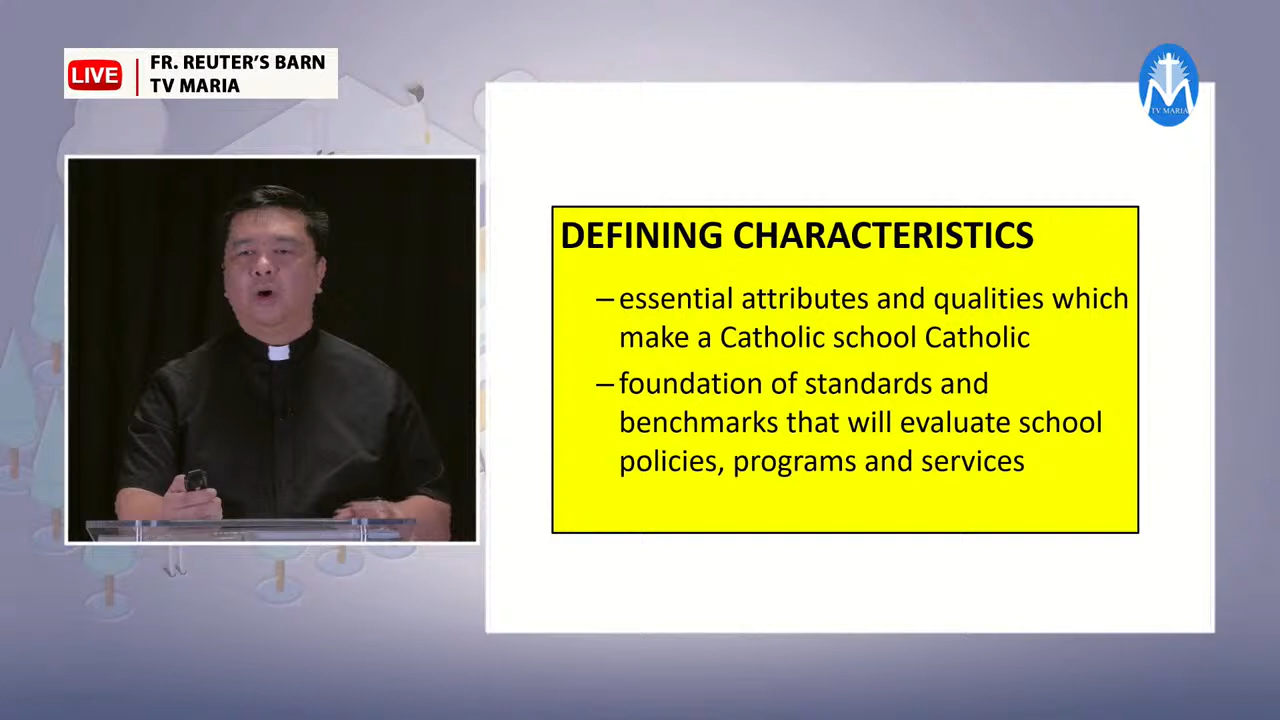 LIVE
FR. REUTER'S BARN
TV MARIA
TV MARIA
DEFINING CHARACTERISTICS
–essential attributes and qualities which
make a Catholic school Catholic
–foundation of standards and
benchmarks that will evaluate school
policies, programs and services